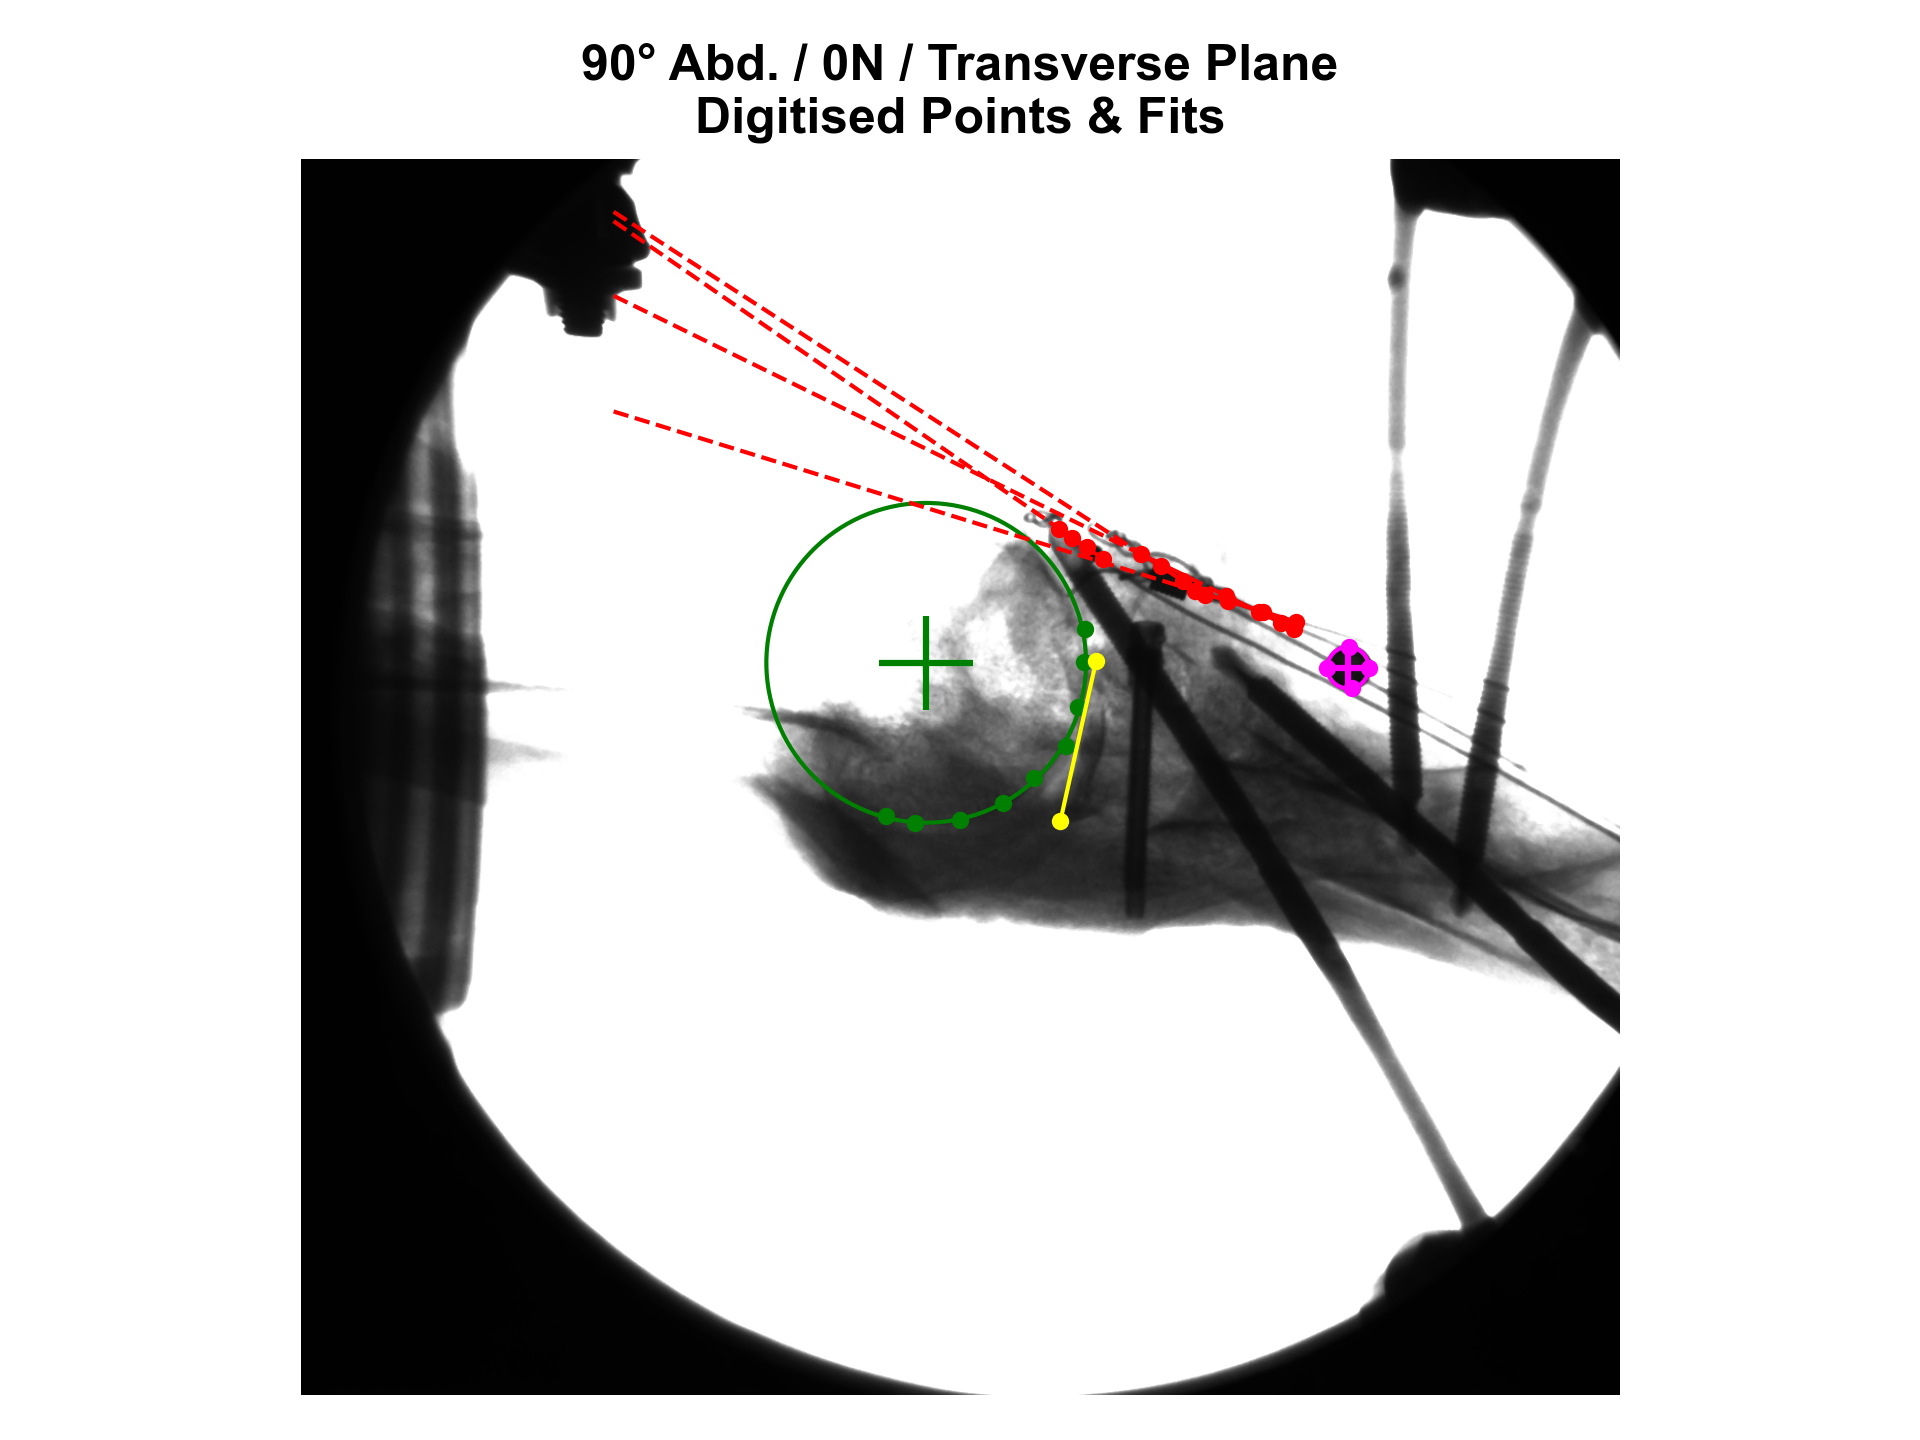 90° Abd. / 0N / Transverse Plane
Digitised Points & Fits